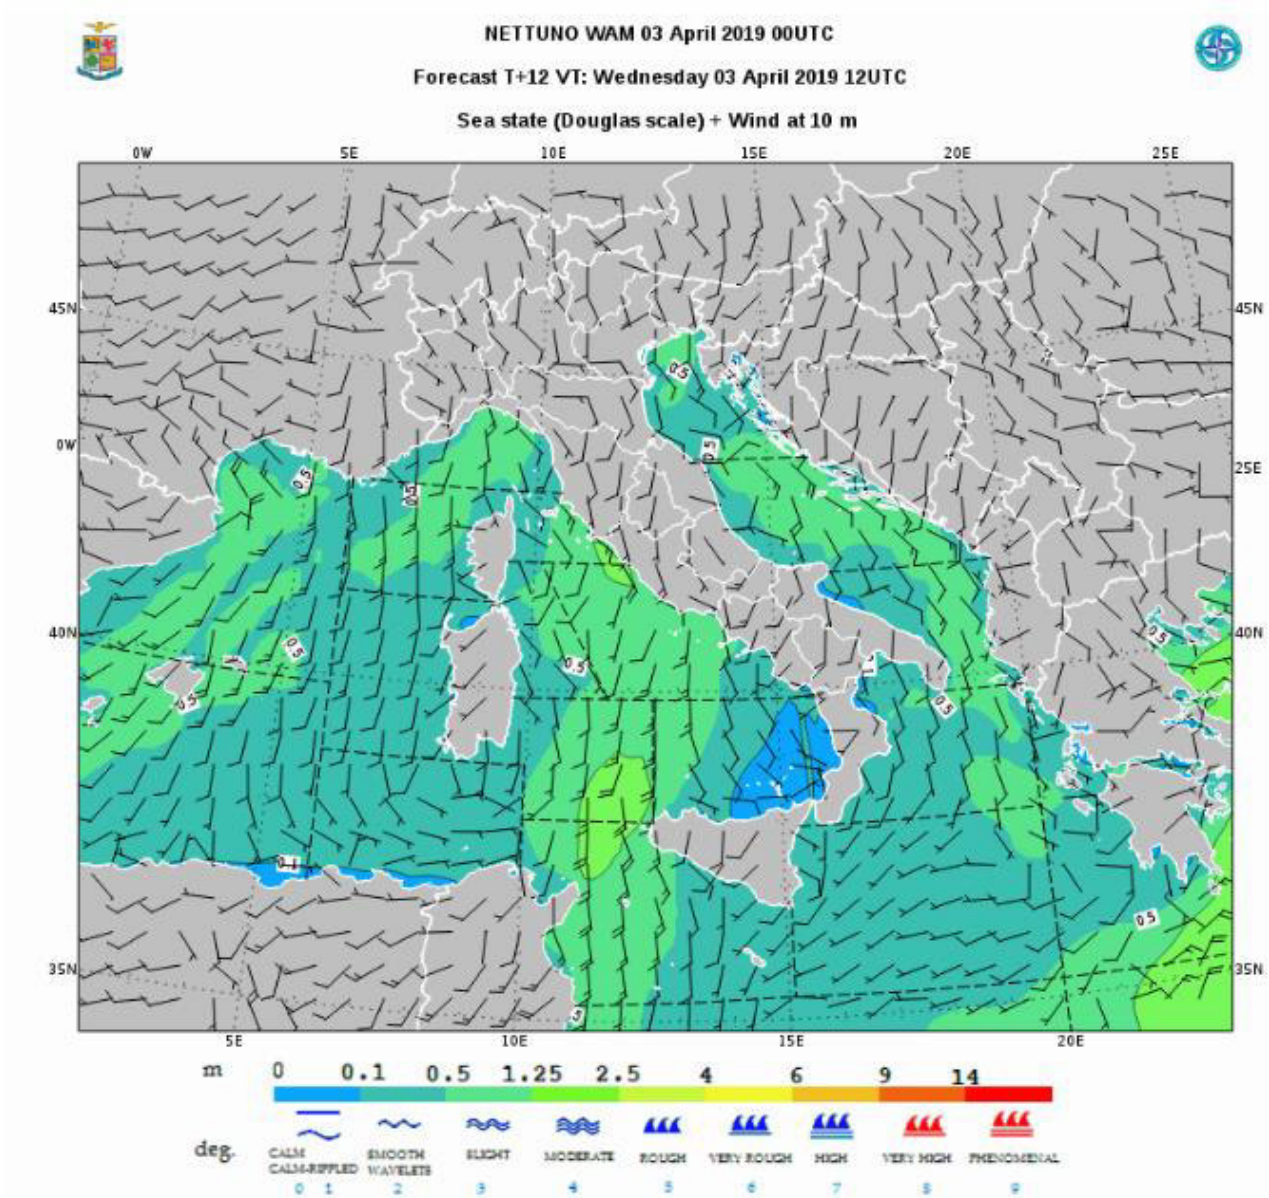 NETTUNO WAM 03 April 2019 00UTC
Forecast T+12 VT: Wednesday 03 April 2019 12UTC
Sea state (Douglas scale) + Wind at 10 m
0W 5E 10E 15E 20E 25E
45N 45N
0.5
0W 0.5 25E
0.5 0.5
40N 0.5 40N
0.5 0.5
0.5 0.5
0.1
0.5
35N 35N
5E 10E 15E 20E
m 0 0.1 0.5 1.25 2.5 4 6 9 14
deg. CALM SMOOTH SLIGHT MODERATE ROUGH VERY ROUGH HIGH VERY HIGH PHENOMENAL
CALM-RIPPLED WAVELETS
0 1 2 3 4 5 6 7 8 9